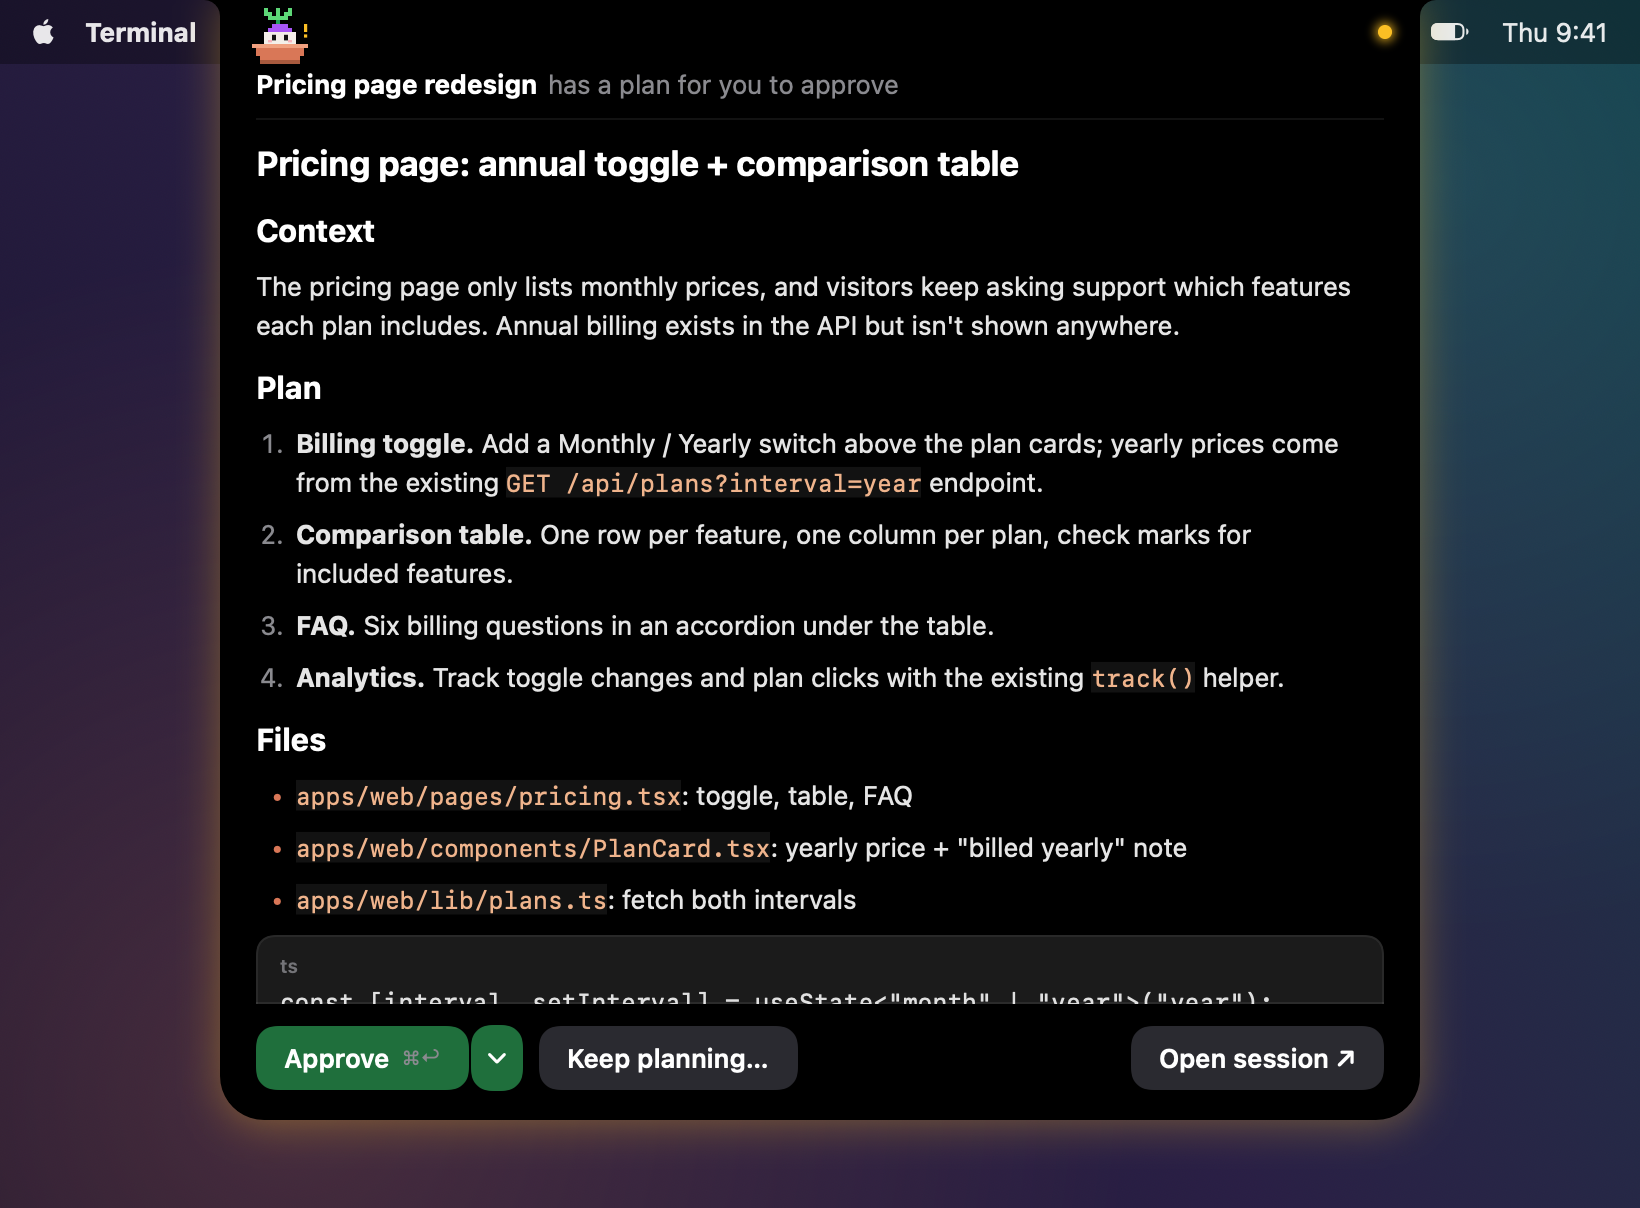 Terminal
Thu 9:41
Pricing page redesign has a plan for you to approve
Pricing page: annual toggle + comparison table
Context
The pricing page only lists monthly prices, and visitors keep asking support which features
each plan includes. Annual billing exists in the API but isn't shown anywhere.
Plan
1. Billing toggle. Add a Monthly / Yearly switch above the plan cards; yearly prices come
from the existing GET /api/plans?interval=year endpoint.
2. Comparison table. One row per feature, one column per plan, check marks for
included features.
3. FAQ. Six billing questions in an accordion under the table.
4. Analytics. Track toggle changes and plan clicks with the existing track() helper.
Files
• apps/web/pages/pricing.tsx: toggle, table, FAQ
• apps/web/components/PlanCard.tsx: yearly price + "billed yearly" note
• apps/web/lib/plans.ts: fetch both intervals
ts
const [interval, setInterval] = useState<"month" | "year">("year");
Approve ⌘↩
Keep planning...
Open session ↗